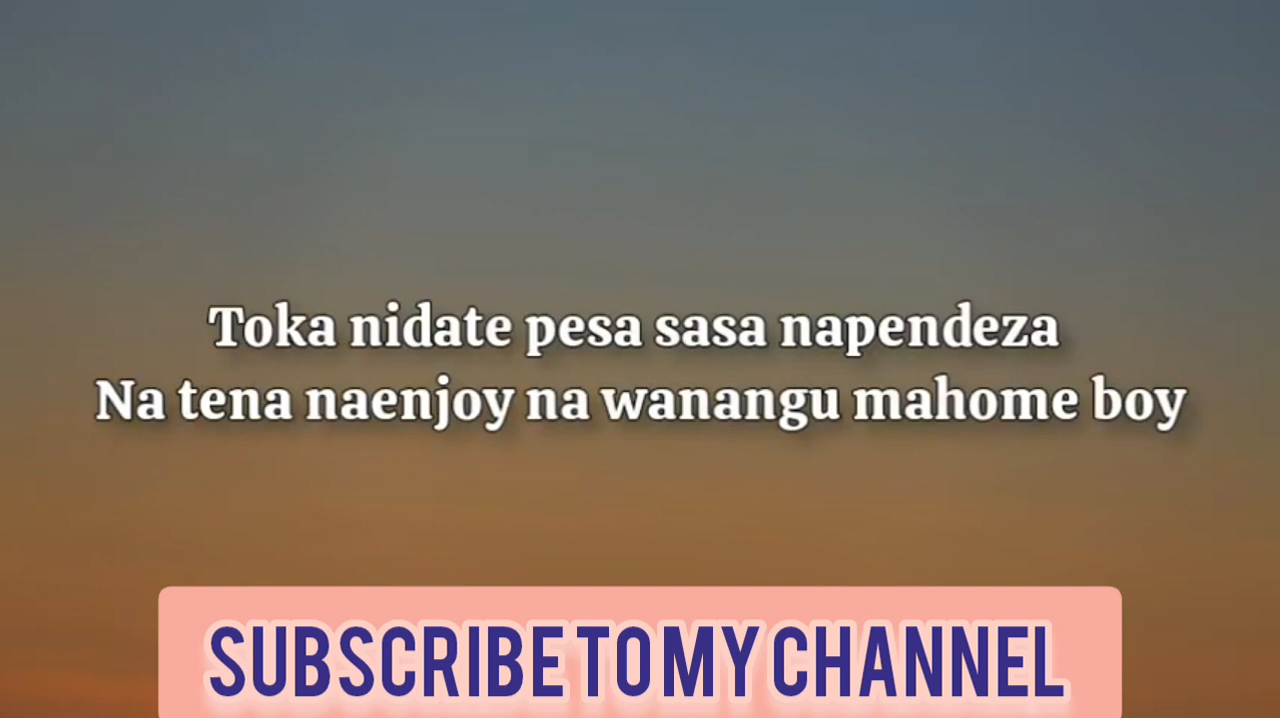 Toka nidate pesa sasa napendeza
Na tena naenjoy na wanangu mahome boy
SUBSCRIBE TO MY CHANNEL